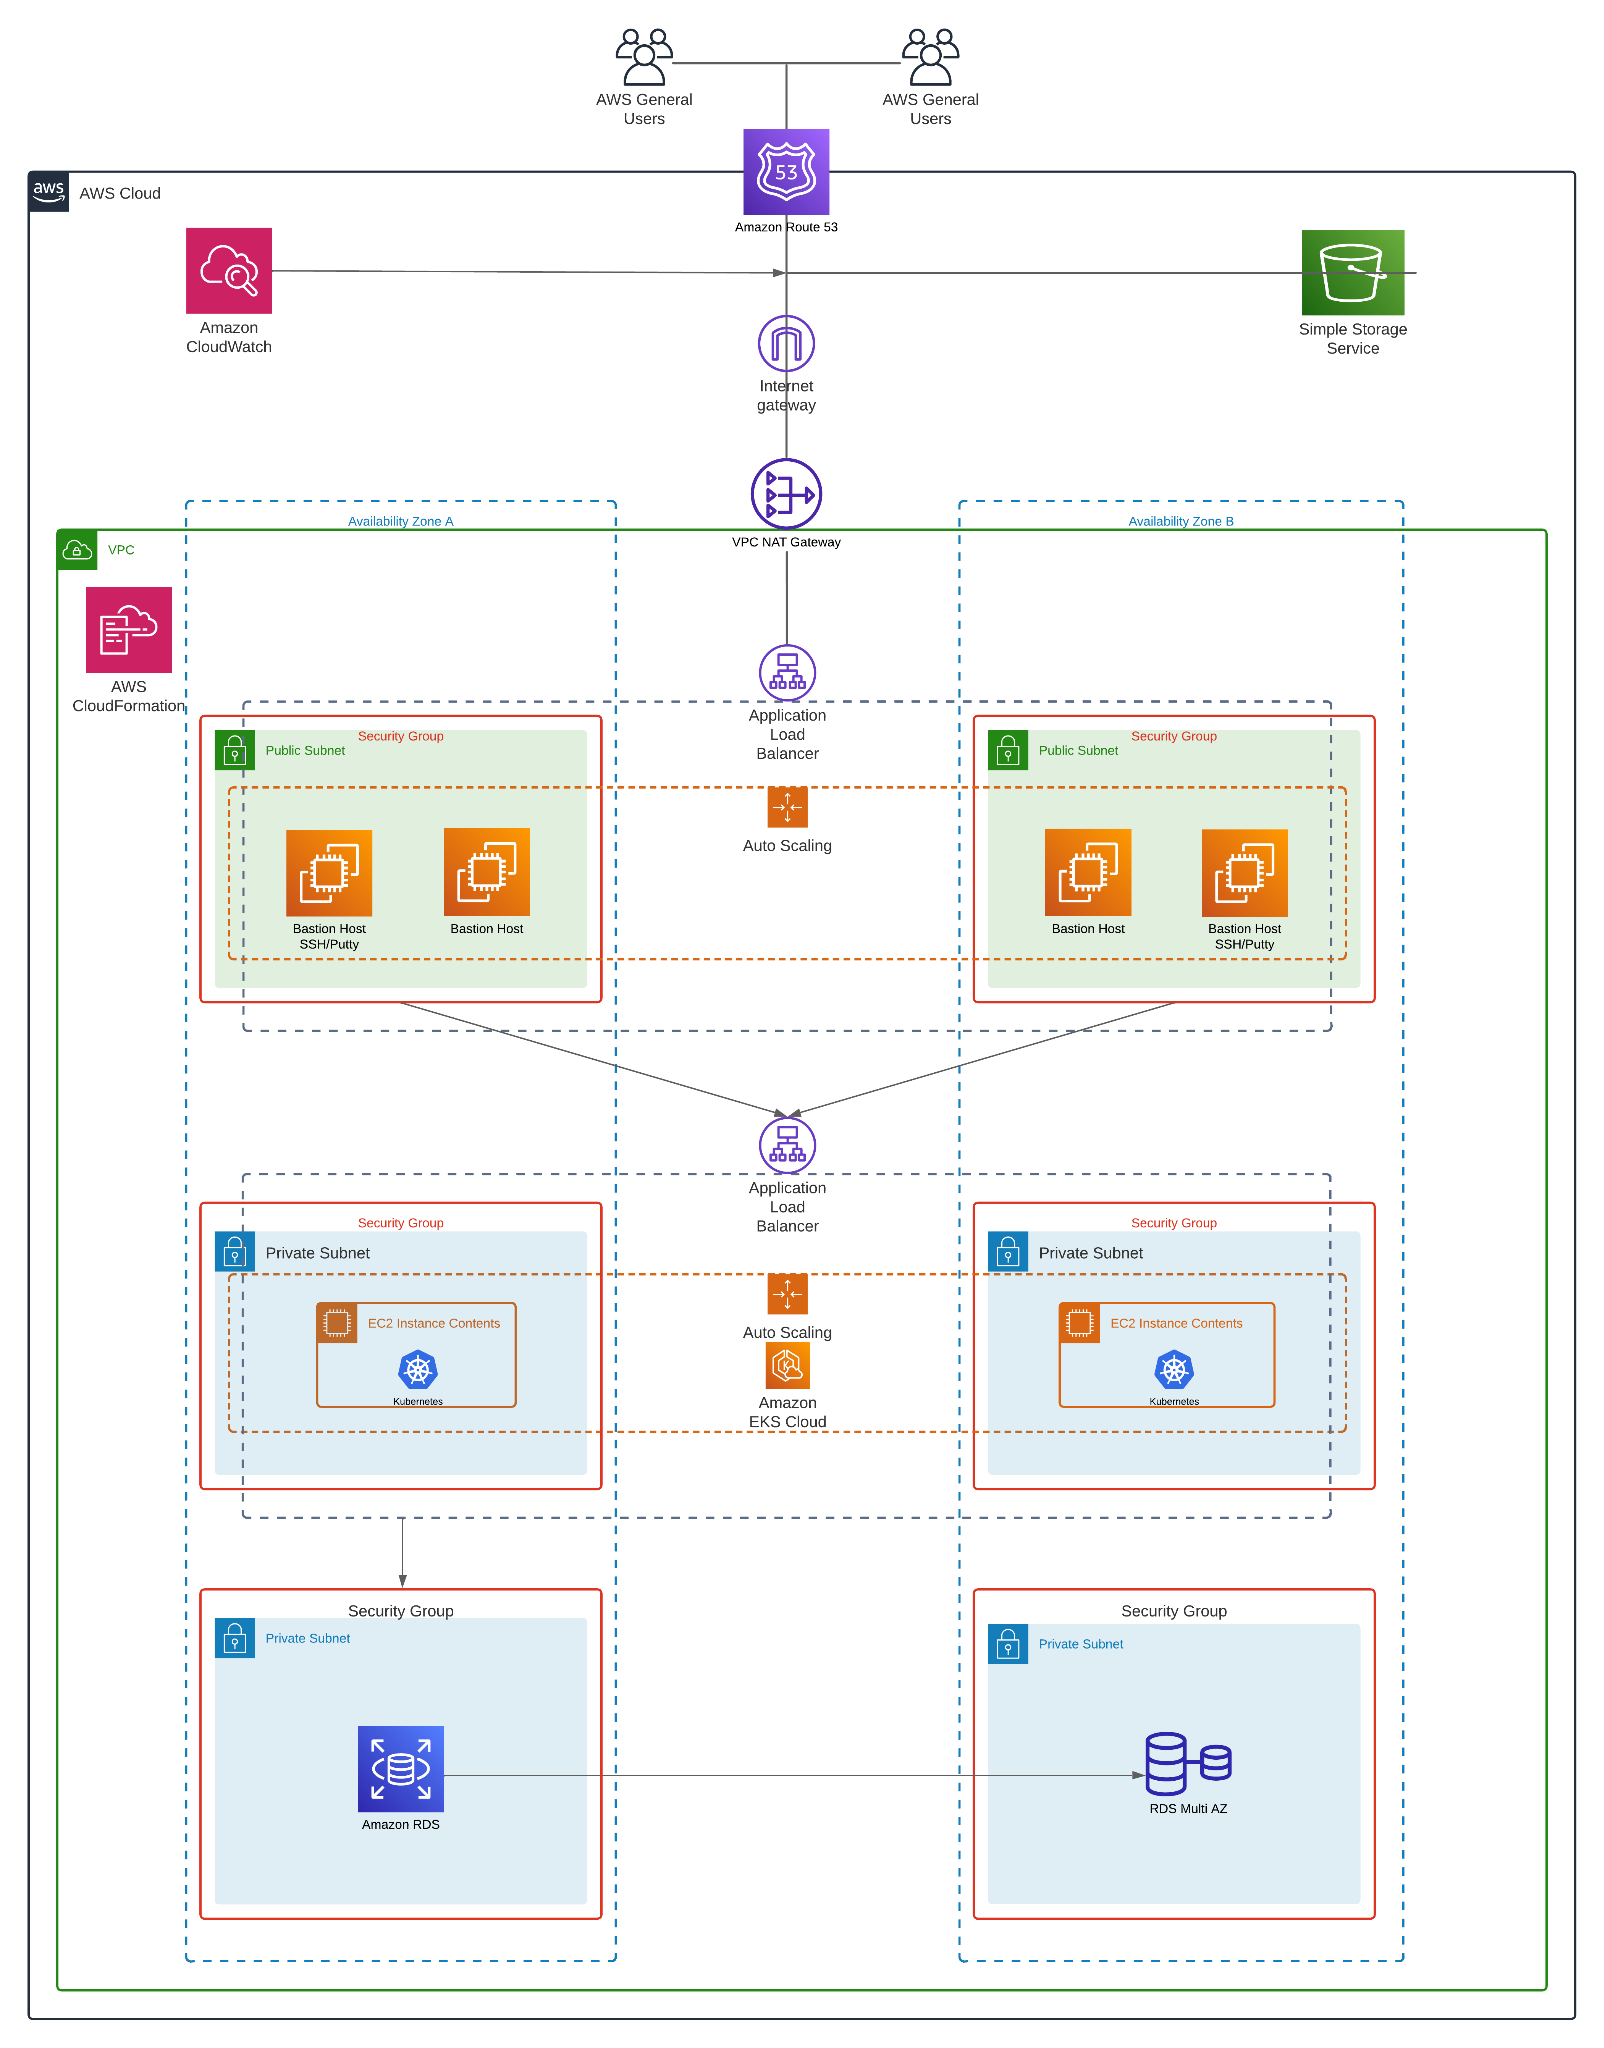 AWS General
Users
AWS General
Users
53
aws
AWS Cloud
Amazon Route 53
Amazon
CloudWatch
Simple Storage
Service
Internet
gateway
Availability Zone A
Availability Zone B
VPC
VPC NAT Gateway
AWS
CloudFormation
Application
Load
Balancer
Security Group
Public Subnet
Security Group
Public Subnet
Auto Scaling
Bastion Host
SSH/Putty
Bastion Host
Bastion Host
Bastion Host
SSH/Putty
Application
Load
Balancer
Security Group
Private Subnet
Security Group
Private Subnet
EC2 Instance Contents
Kubernetes
Auto Scaling
K
Amazon
EKS Cloud
EC2 Instance Contents
Kubernetes
Security Group
Private Subnet
Security Group
Private Subnet
Amazon RDS
RDS Multi AZ